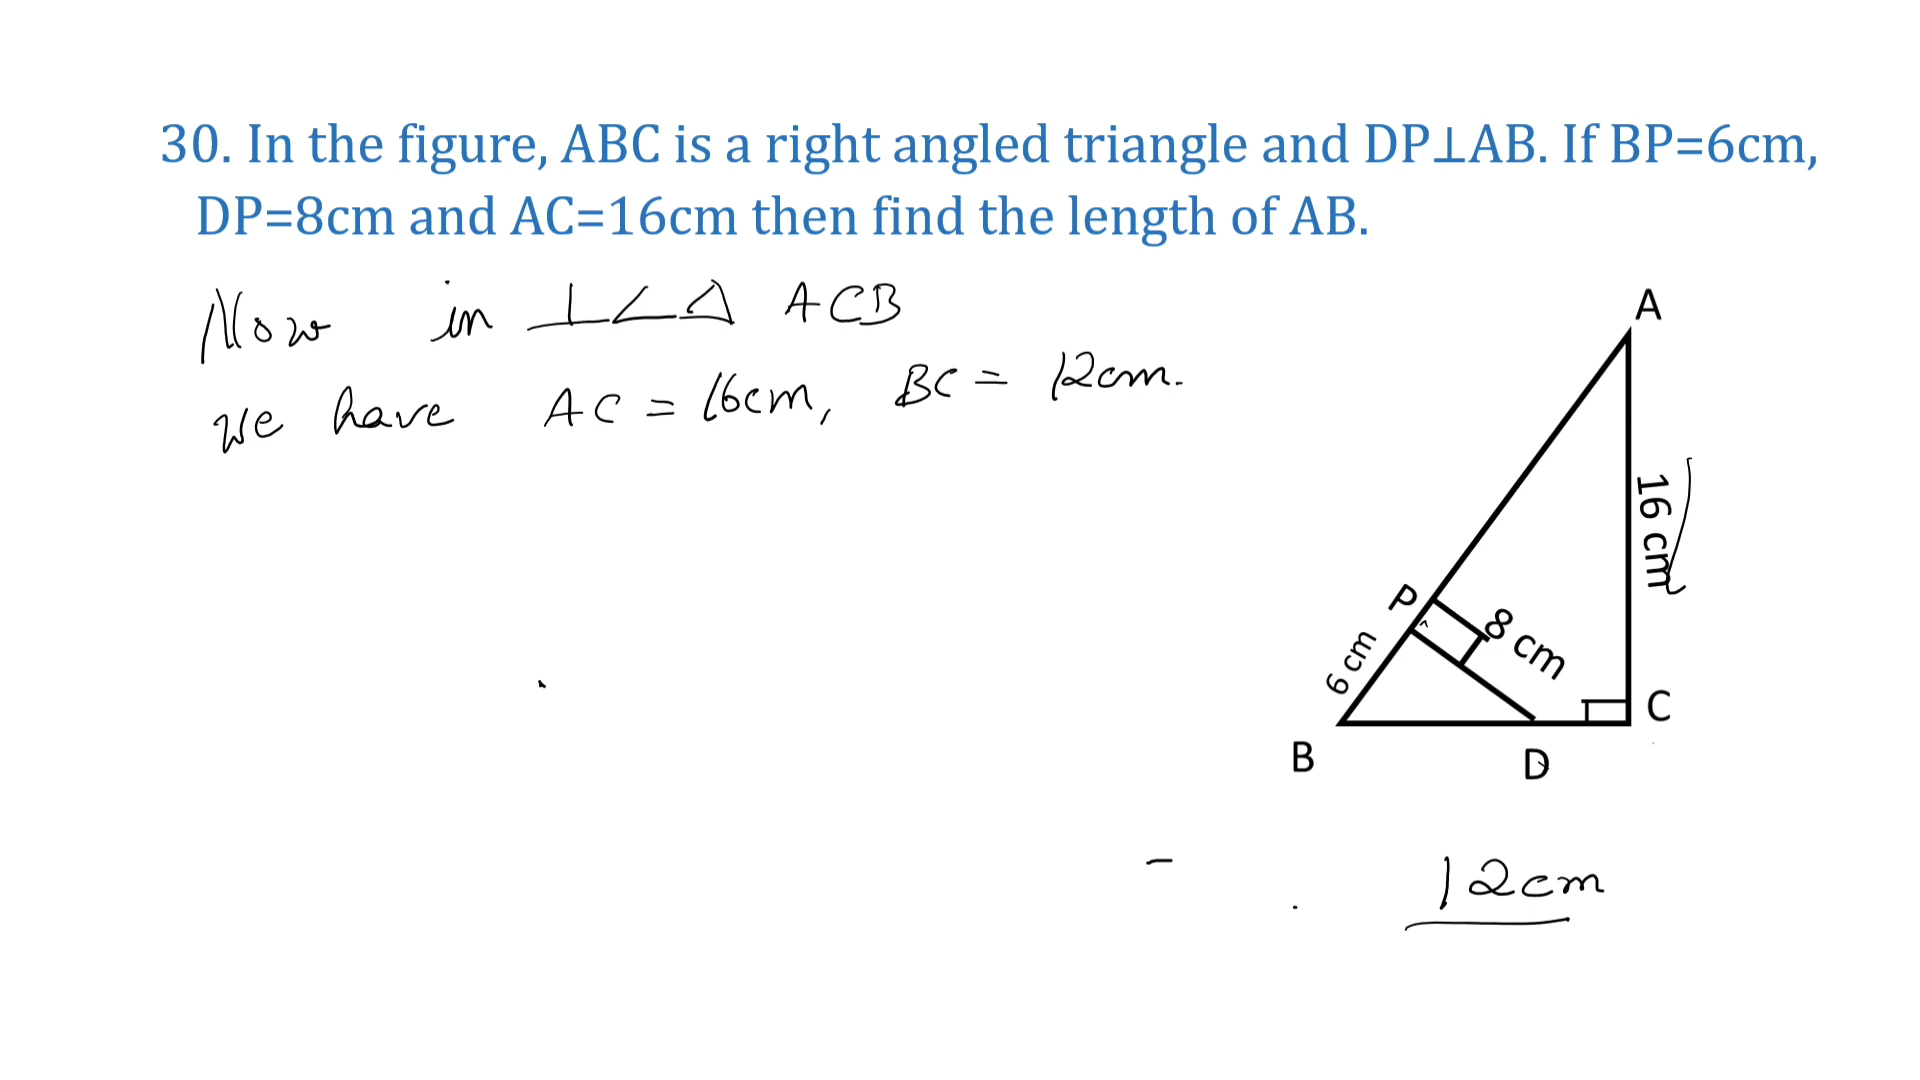 30. In the figure, ABC is a right angled triangle and DP⊥AB. If BP=6cm,
DP=8cm and AC=16cm then find the length of AB.
Now in ⊥∠△ ACB
we have AC = 16cm, BC = 12cm.
A
16 cm
P
8 cm
6 cm
C
B
D
12cm